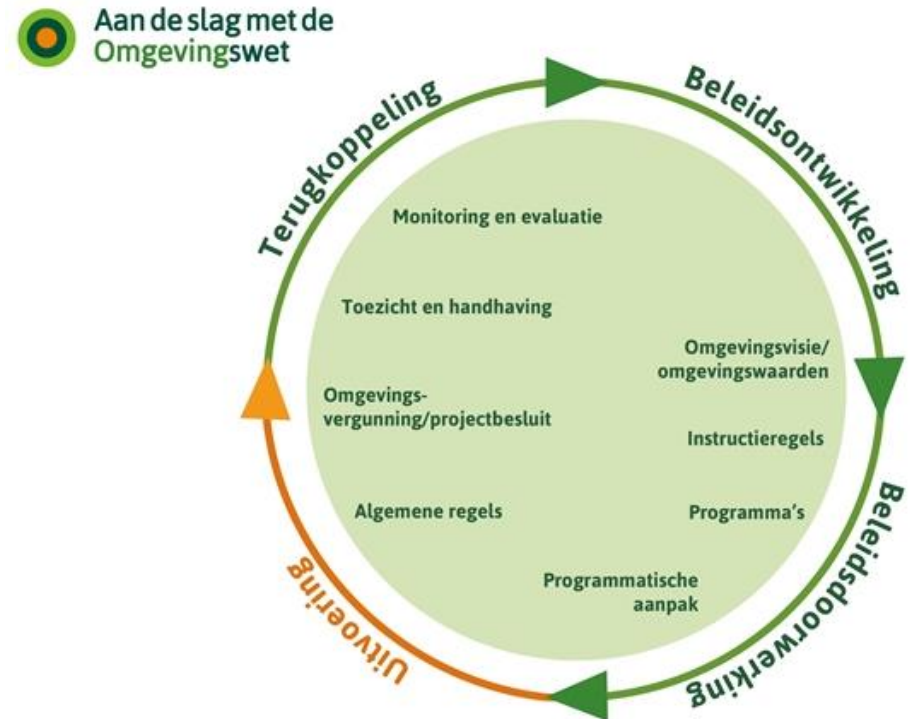 Aan de slag met de
Omgevingswet
Terugkoppeling
Beleidsontwikkeling
Monitoring en evaluatie
Toezicht en handhaving
Omgevingsvisie/
omgevingswaarden
Omgevings-
vergunning/projectbesluit
Instructieregels
Algemene regels
Programma's
Programmatische
aanpak
Uitvoering
Beleidsdoorwerking